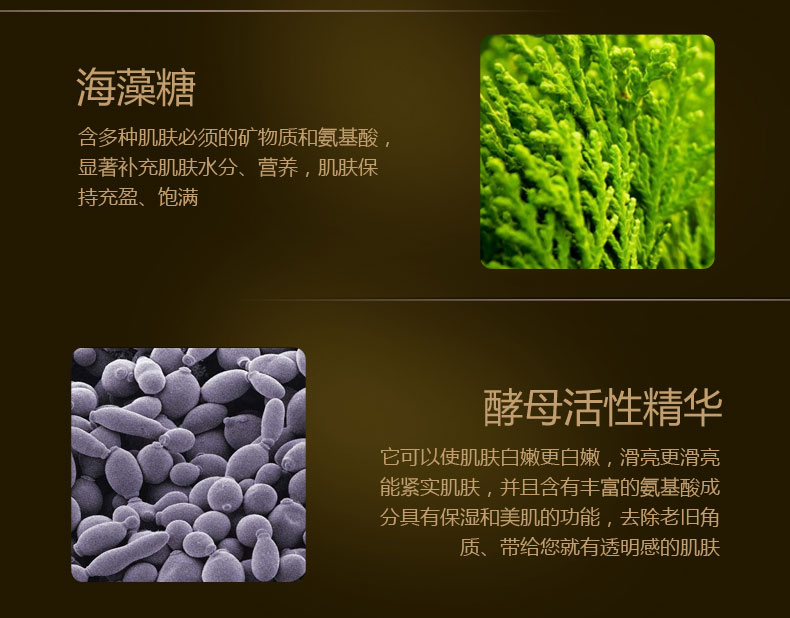 海藻糖
含多种肌肤必须的矿物质和氨基酸，
显著补充肌肤水分、营养，肌肤保
持充盈、饱满
酵母活性精华
它可以使肌肤白嫩更白嫩，滑亮更滑亮
能紧实肌肤，并且含有丰富的氨基酸成
分具有保湿和美肌的功能，去除老旧角
质、带给您就有透明感的肌肤